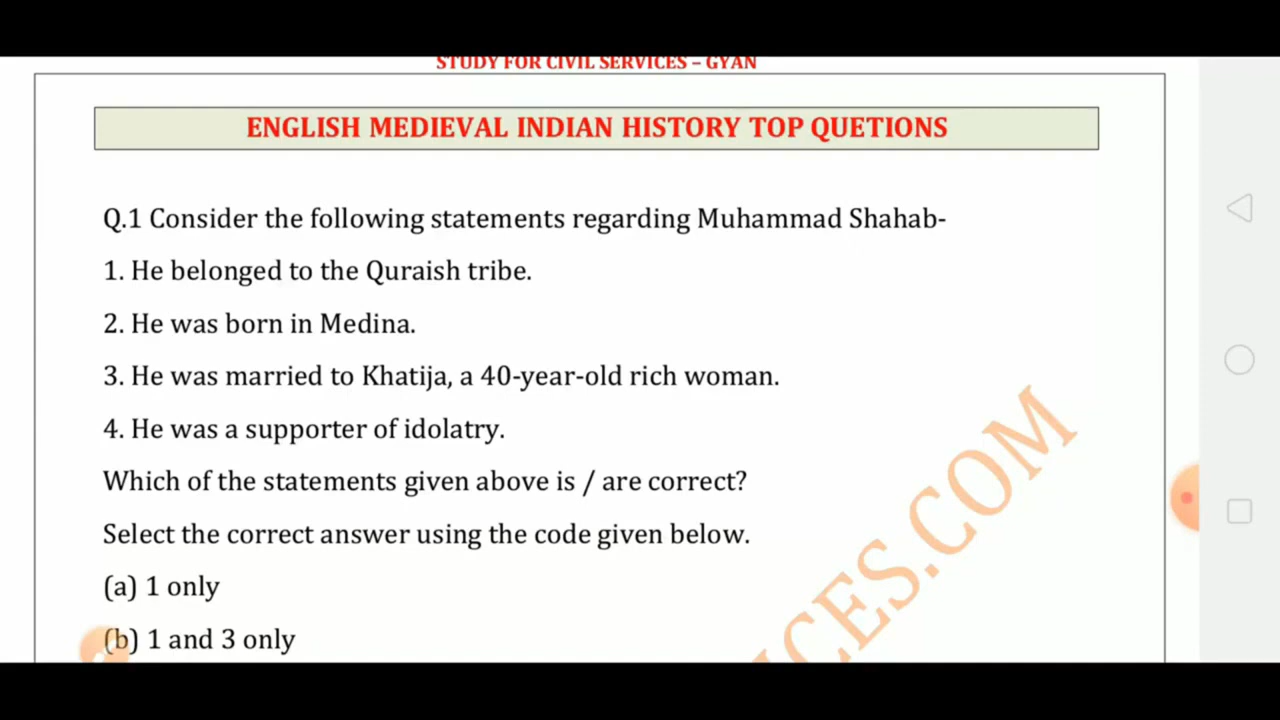 STUDY FOR CIVIL SERVICES – GYAN
ENGLISH MEDIEVAL INDIAN HISTORY TOP QUETIONS
Q.1 Consider the following statements regarding Muhammad Shahab-
1. He belonged to the Quraish tribe.
2. He was born in Medina.
3. He was married to Khatija, a 40-year-old rich woman.
4. He was a supporter of idolatry.
Which of the statements given above is / are correct?
Select the correct answer using the code given below.
(a) 1 only
(b) 1 and 3 only
ICES.COM